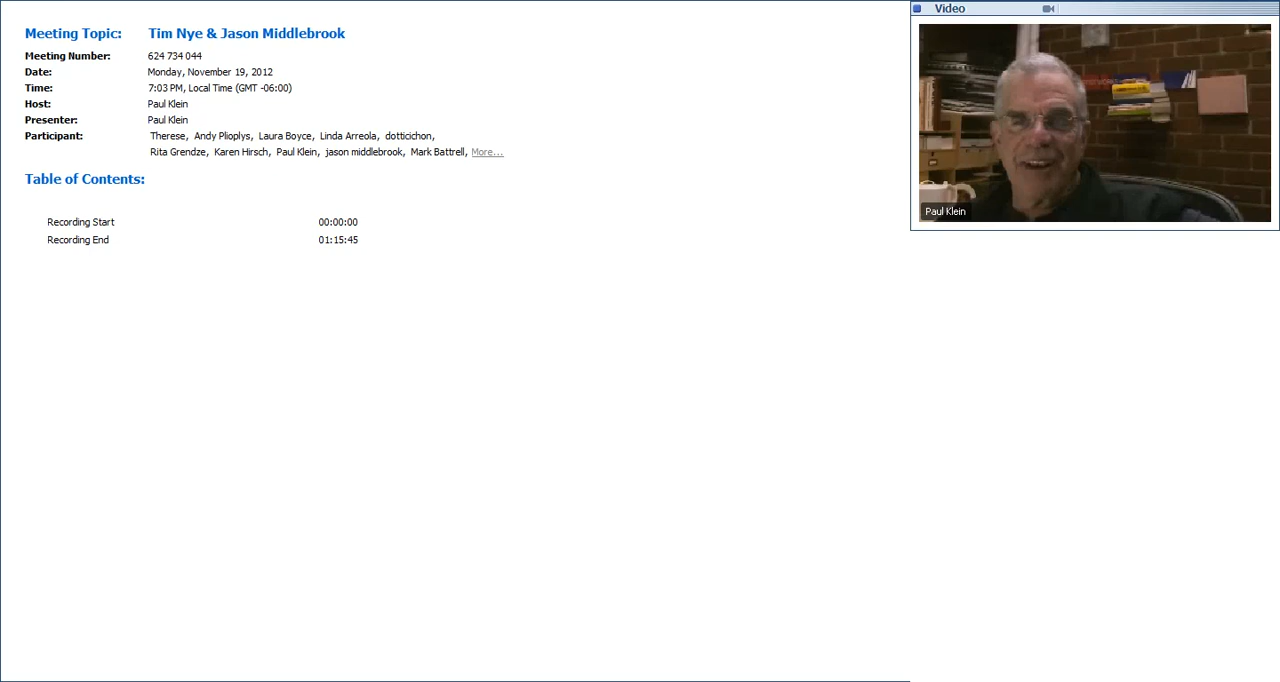 Meeting Topic: Tim Nye & Jason Middlebrook
Meeting Number: 624 734 044
Date: Monday, November 19, 2012
Time: 7:03 PM, Local Time (GMT -06:00)
Host: Paul Klein
Presenter: Paul Klein
Participant: Therese, Andy Plioplys, Laura Boyce, Linda Arreola, dotticichon,
Rita Grendze, Karen Hirsch, Paul Klein, jason middlebrook, Mark Battrell, More...
Table of Contents:
Recording Start 00:00:00
Recording End 01:15:45
Video
Paul Klein